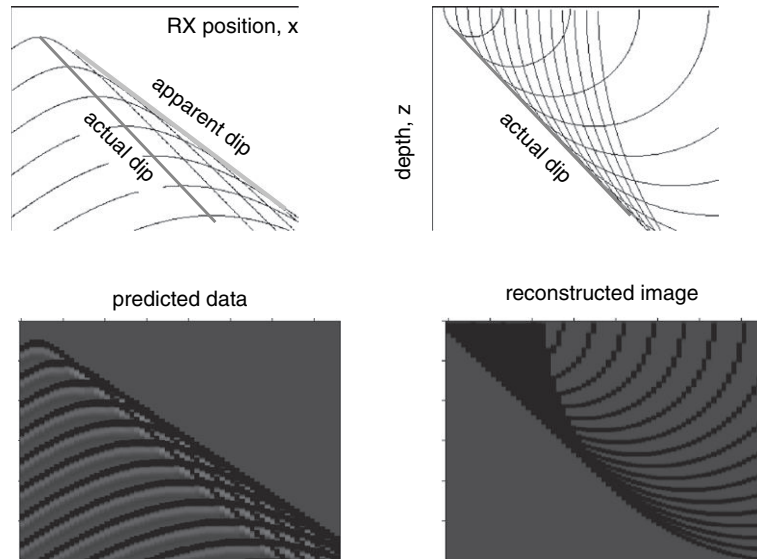 RX position, x
apparent dip
actual dip
depth, z
actual dip
predicted data
reconstructed image